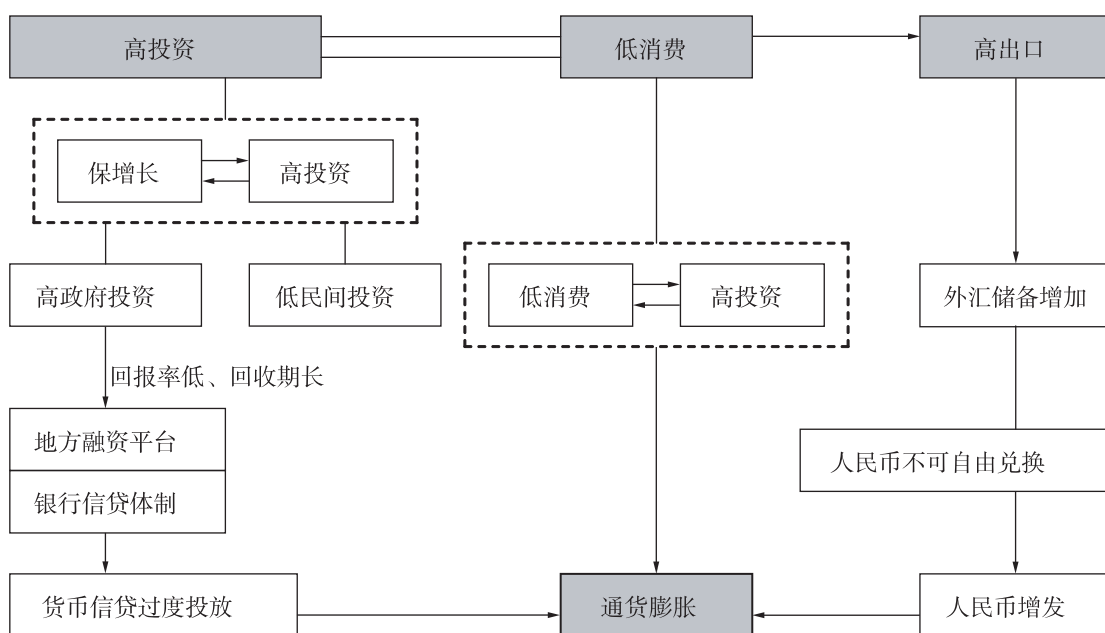 高投资
低消费
高出口
保增长
高投资
高政府投资
低民间投资
低消费
高投资
外汇储备增加
回报率低、回收期长
地方融资平台
人民币不可自由兑换
银行信贷体制
货币信贷过度投放
通货膨胀
人民币增发